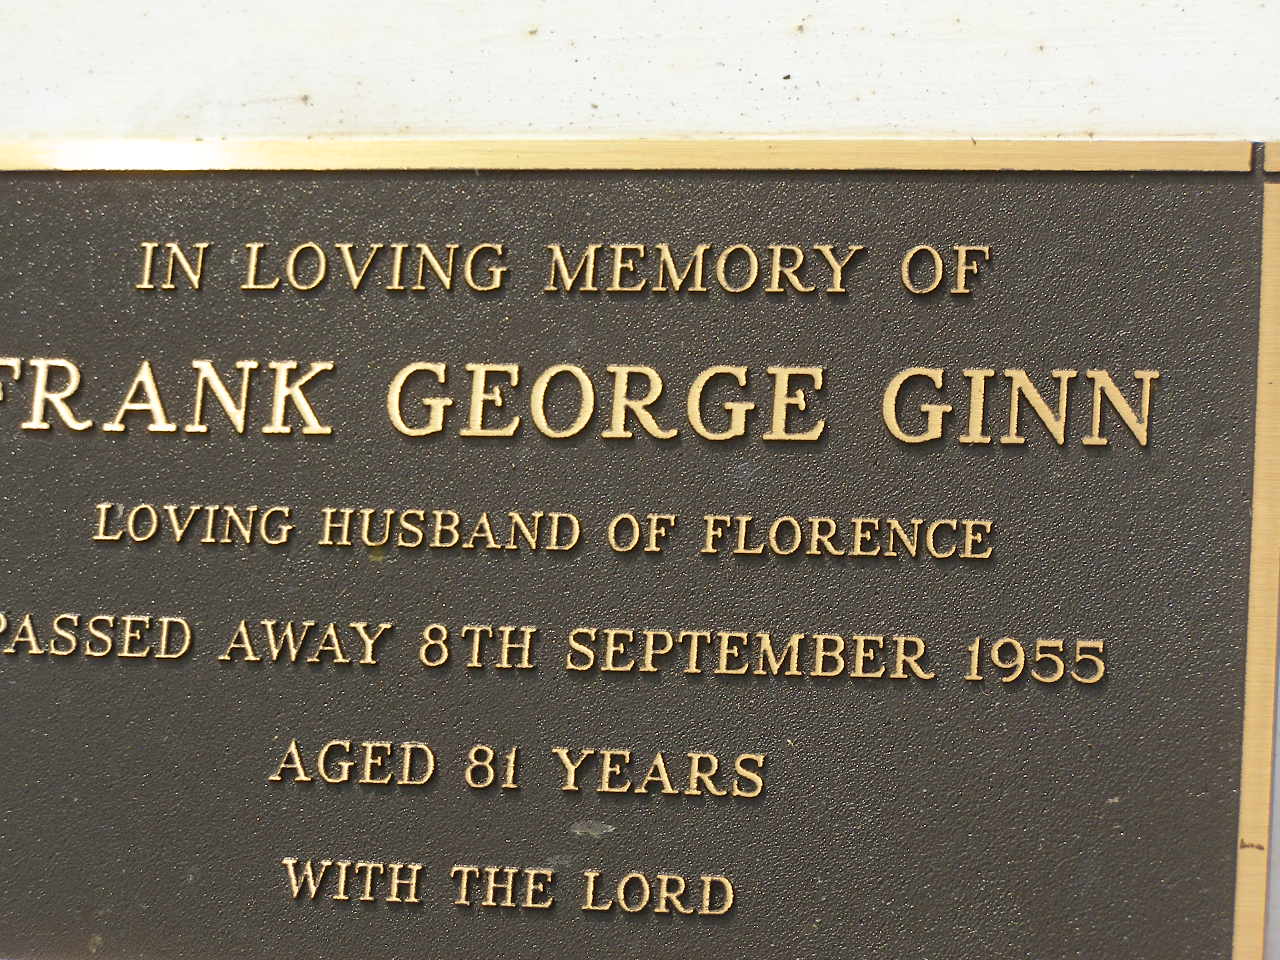 IN LOVING MEMORY OF
FRANK GEORGE GINN
LOVING HUSBAND OF FLORENCE
PASSED AWAY 8TH SEPTEMBER 1955
AGED 81 YEARS
WITH THE LORD